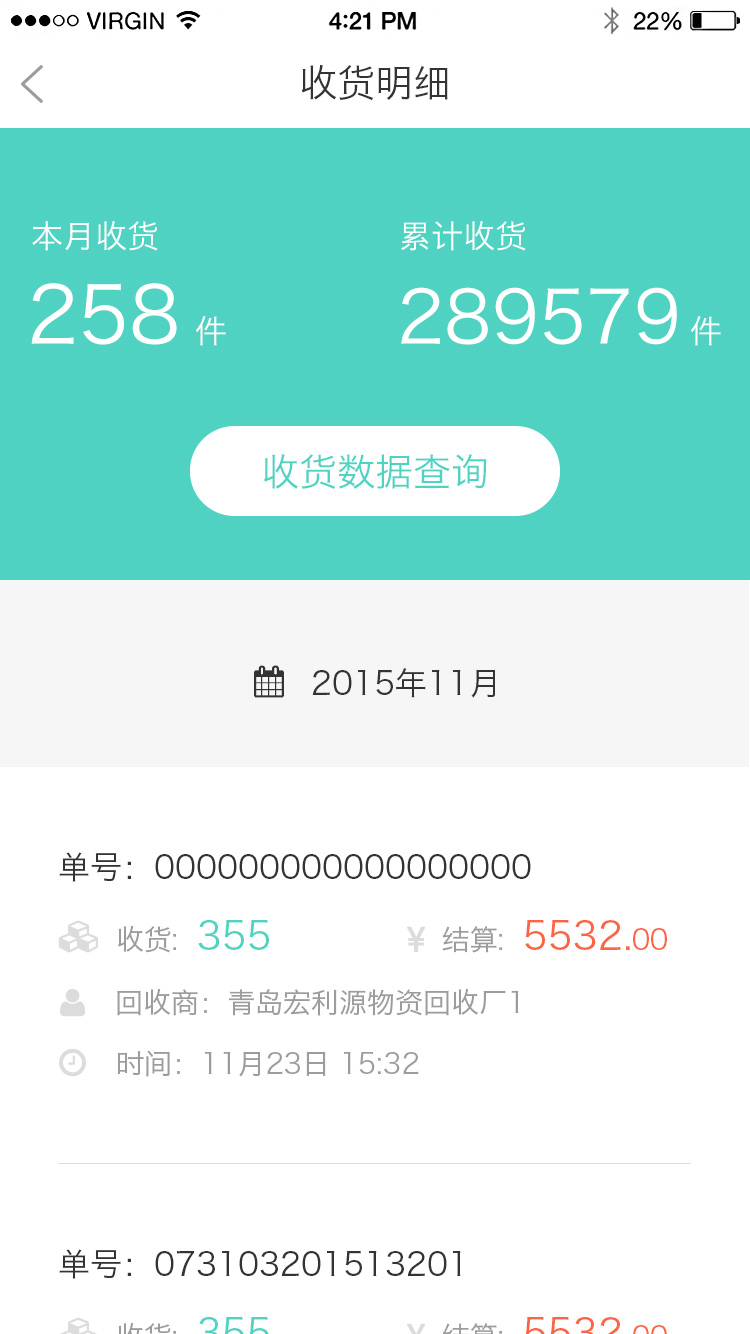 VIRGIN 4:21 PM 22%
收货明细
本月收货 累计收货
258 件 289579 件
收货数据查询
2015年11月
单号：000000000000000000
收货: 355 ¥ 结算: 5532.00
回收商：青岛宏利源物资回收厂1
时间：11月23日 15:32
单号：073103201513201
收货: 355 ¥ 结算: 5532.00